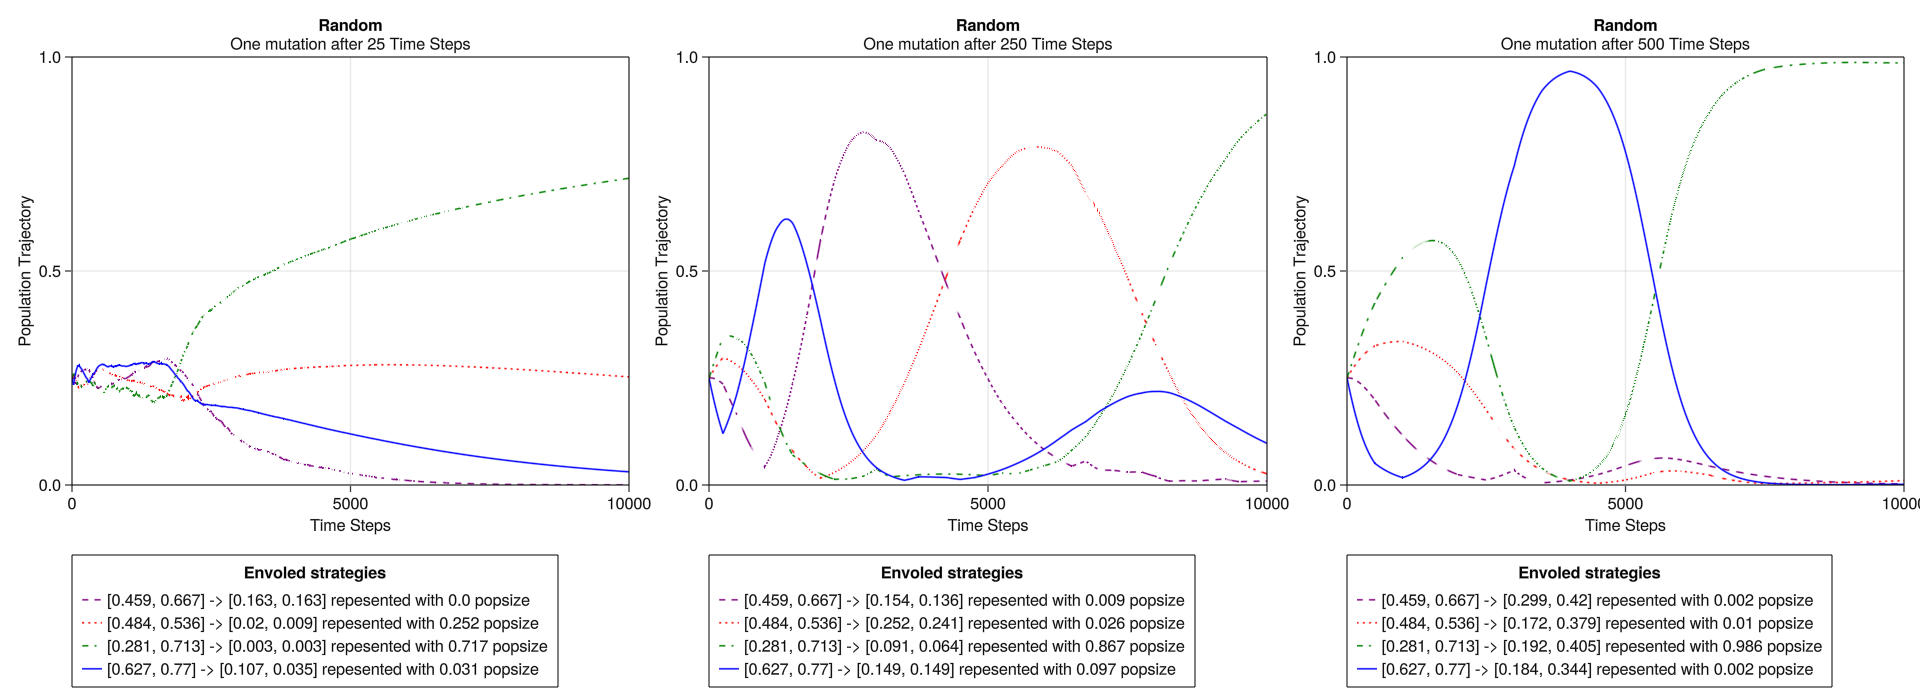 Random
One mutation after 25 Time Steps
1.0
0.5
0.0
Population Trajectory
0
5000
10000
Time Steps
Envoled strategies
[0.459, 0.667] -> [0.163, 0.163] repesented with 0.0 popsize
[0.484, 0.536] -> [0.02, 0.009] repesented with 0.252 popsize
[0.281, 0.713] -> [0.003, 0.003] repesented with 0.717 popsize
[0.627, 0.77] -> [0.107, 0.035] repesented with 0.031 popsize
Random
One mutation after 250 Time Steps
1.0
0.5
0.0
Population Trajectory
0
5000
10000
Time Steps
Envoled strategies
[0.459, 0.667] -> [0.154, 0.136] repesented with 0.009 popsize
[0.484, 0.536] -> [0.252, 0.241] repesented with 0.026 popsize
[0.281, 0.713] -> [0.091, 0.064] repesented with 0.867 popsize
[0.627, 0.77] -> [0.149, 0.149] repesented with 0.097 popsize
Random
One mutation after 500 Time Steps
1.0
0.5
0.0
Population Trajectory
0
5000
10000
Time Steps
Envoled strategies
[0.459, 0.667] -> [0.299, 0.42] repesented with 0.002 popsize
[0.484, 0.536] -> [0.172, 0.379] repesented with 0.01 popsize
[0.281, 0.713] -> [0.192, 0.405] repesented with 0.986 popsize
[0.627, 0.77] -> [0.184, 0.344] repesented with 0.002 popsize